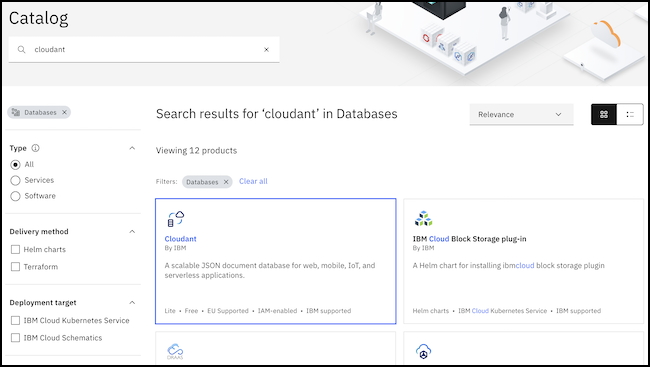 Catalog
cloudant
Databases
Search results for ‘cloudant’ in Databases
Relevance
Type
Viewing 12 products
All
Services
Filters: Databases Clear all
Software
Delivery method
Cloudant
By IBM
A scalable JSON document database for web, mobile, IoT, and
serverless applications.
Lite • Free • EU Supported • IAM-enabled • IBM supported
IBM Cloud Block Storage plug-in
By IBM
A Helm chart for installing ibmcloud block storage plugin
Helm charts • IBM Cloud Kubernetes Service • IBM supported
Helm charts
Terraform
Deployment target
IBM Cloud Kubernetes Service
IBM Cloud Schematics
DRAAS